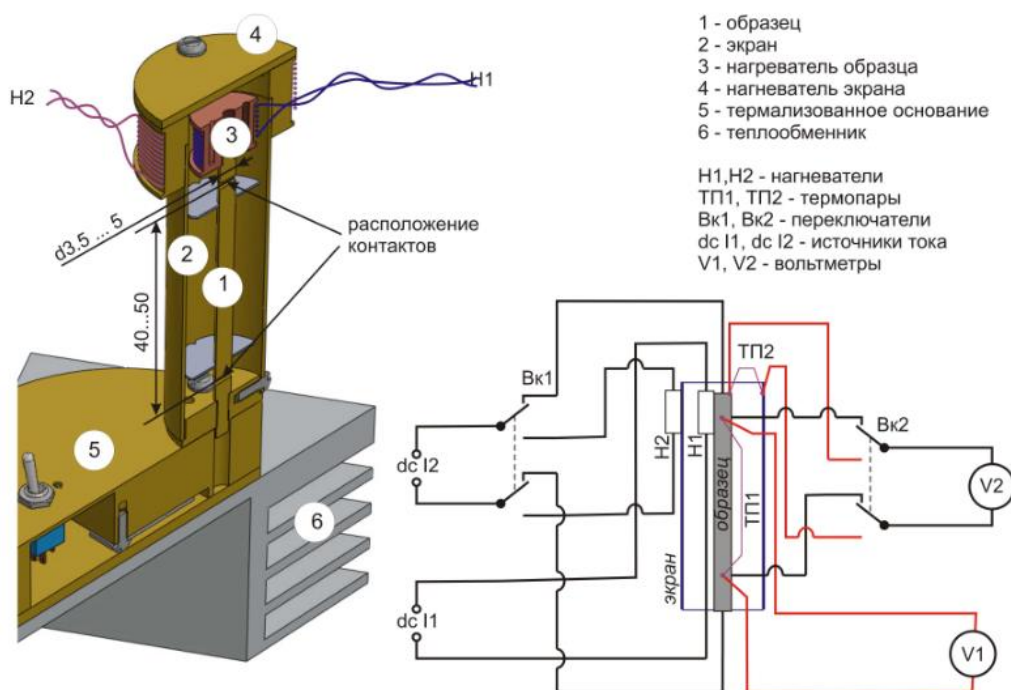 1 - образец
2 - экран
3 - нагреватель образца
4 - нагневатель экрана
5 - термализованное основание
6 - теплообменник
Н1,Н2 - нагневатели
ТП1, ТП2 - термопары
Вк1, Вк2 - переключатели
dc I1, dc I2 - источники тока
V1, V2 - вольтметры
4
Н2
Н1
3
d3.5 ... 5
расположение
контактов
2
1
40...50
5
6
ТП2
Вк1
Вк2
dc I2
Н2
Н1
образец
ТП1
V2
экран
dc I1
V1